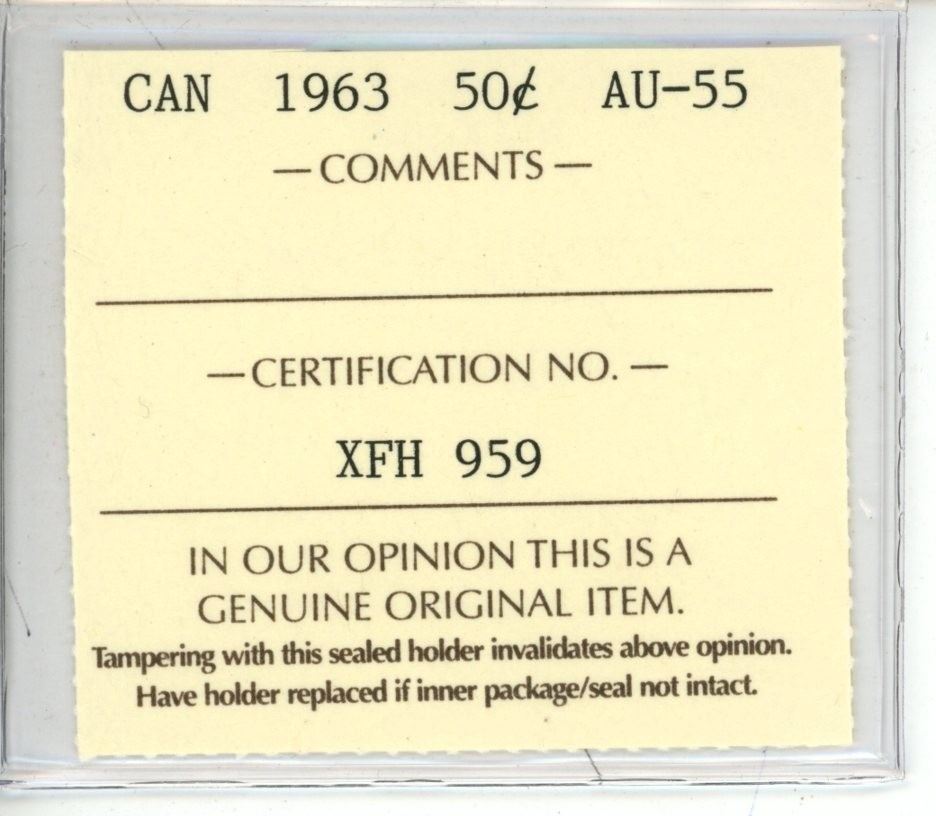 CAN 1963 50¢ AU-55
— COMMENTS —
— CERTIFICATION NO. —
XFH 959
IN OUR OPINION THIS IS A
GENUINE ORIGINAL ITEM.
Tampering with this sealed holder invalidates above opinion.
Have holder replaced if inner package/seal not intact.